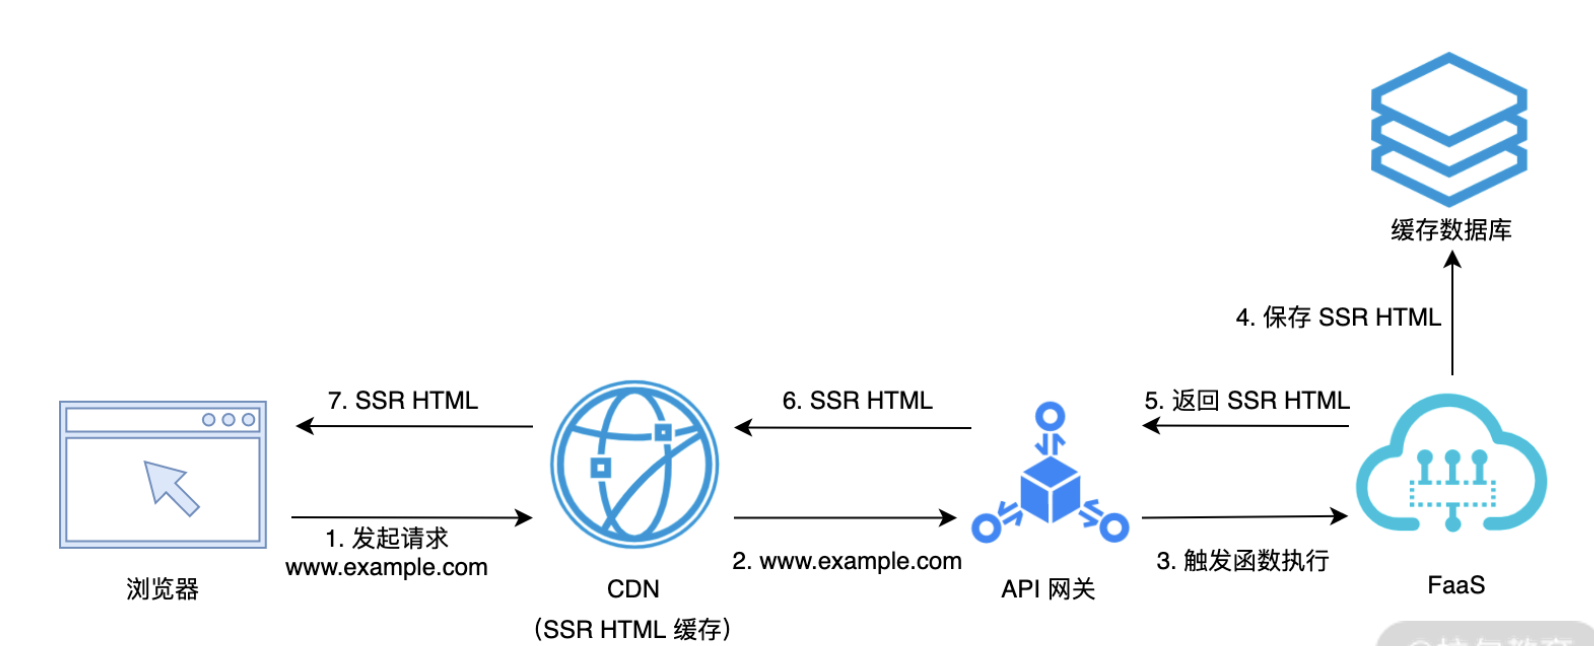 缓存数据库
4. 保存 SSR HTML
7. SSR HTML
6. SSR HTML
5. 返回 SSR HTML
1. 发起请求
www.example.com
2. www.example.com
3. 触发函数执行
浏览器
CDN
（SSR HTML 缓存）
API 网关
FaaS